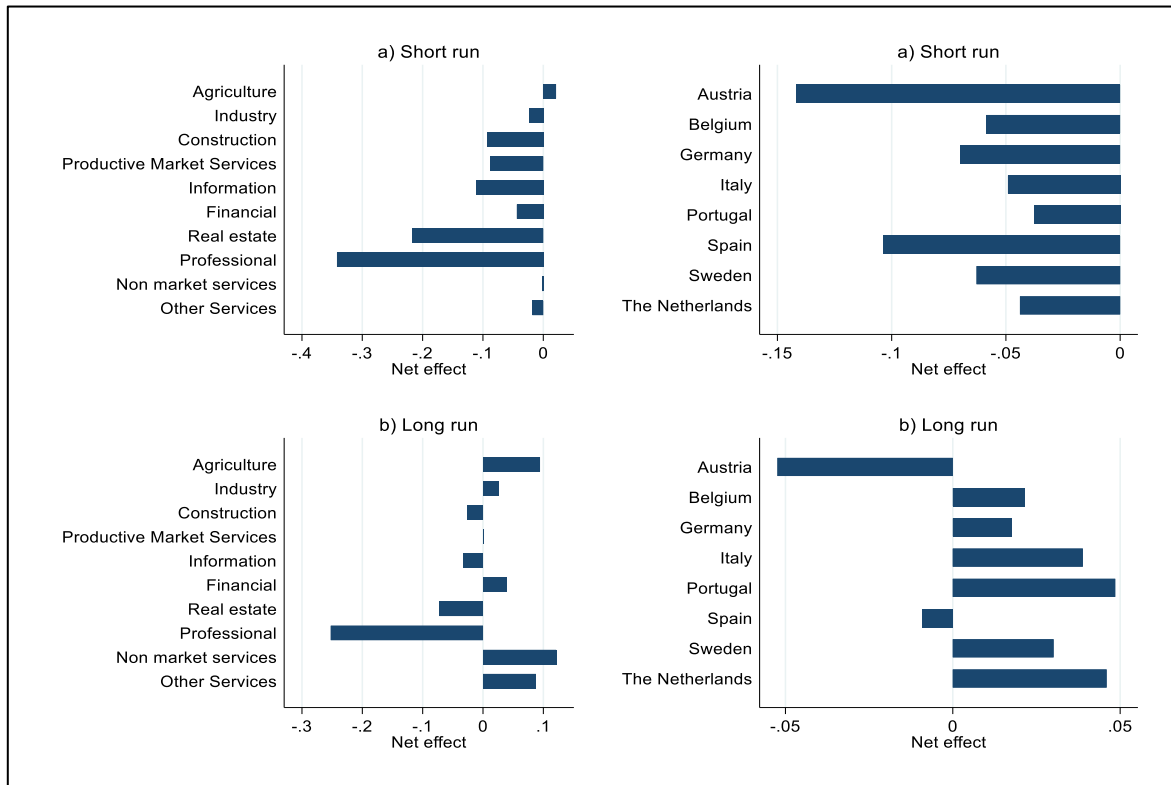 a) Short run
Agriculture
Industry
Construction
Productive Market Services
Information
Financial
Real estate
Professional
Non market services
Other Services
-.4 -.3 -.2 -.1 0
Net effect
a) Short run
Austria
Belgium
Germany
Italy
Portugal
Spain
Sweden
The Netherlands
-.15 -.1 -.05 0
Net effect
b) Long run
Agriculture
Industry
Construction
Productive Market Services
Information
Financial
Real estate
Professional
Non market services
Other Services
-.3 -.2 -.1 0 .1
Net effect
b) Long run
Austria
Belgium
Germany
Italy
Portugal
Spain
Sweden
The Netherlands
-.05 0 .05
Net effect